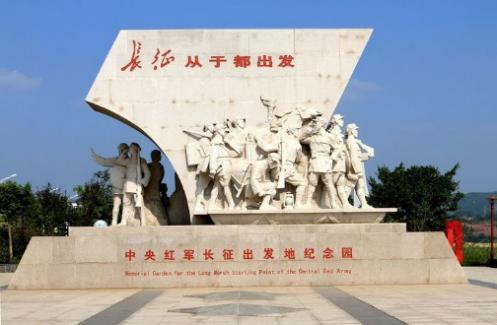 长征 从于都出发
中央红军长征出发地纪念园
Memorial Garden for the Long March Starting Point of the Central Red Army